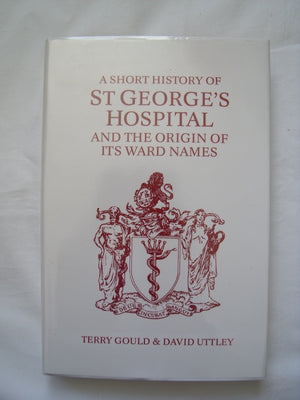 A SHORT HISTORY OF
ST GEORGE'S
HOSPITAL
AND THE ORIGIN OF
ITS WARD NAMES
TERRY GOULD & DAVID UTTLEY